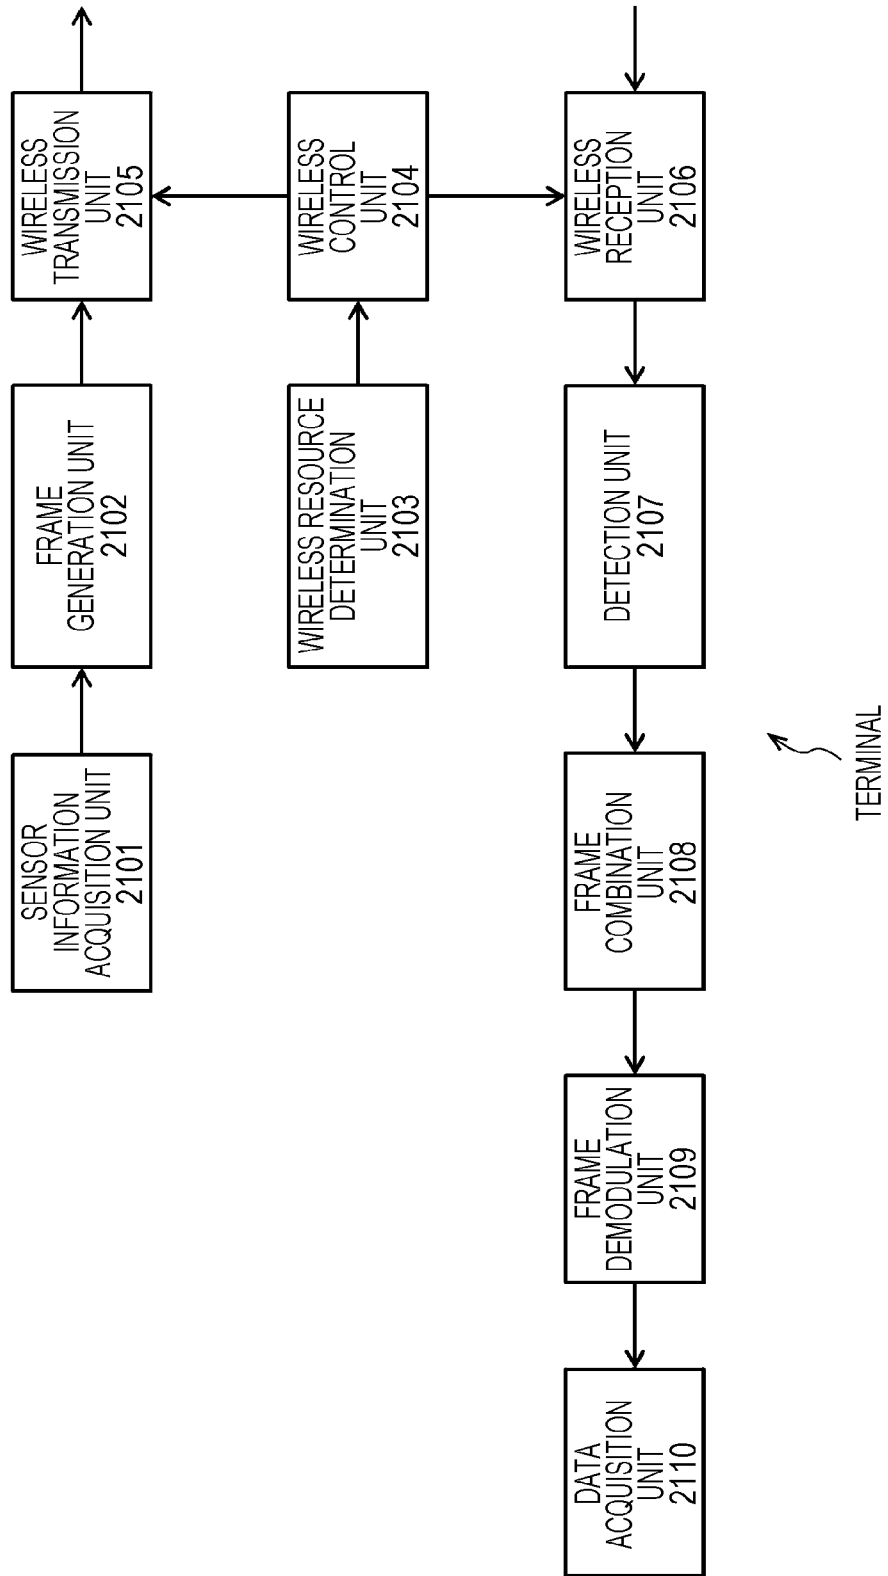 SENSOR
INFORMATION
ACQUISITION UNIT
2101
FRAME
GENERATION UNIT
2102
WIRELESS
TRANSMISSION
UNIT
2105
WIRELESS RESOURCE
DETERMINATION
UNIT
2103
WIRELESS
CONTROL
UNIT
2104
DATA
ACQUISITION
UNIT
2110
FRAME
DEMODULATION
UNIT
2109
FRAME
COMBINATION
UNIT
2108
DETECTION UNIT
2107
WIRELESS
RECEPTION
UNIT
2106
TERMINAL